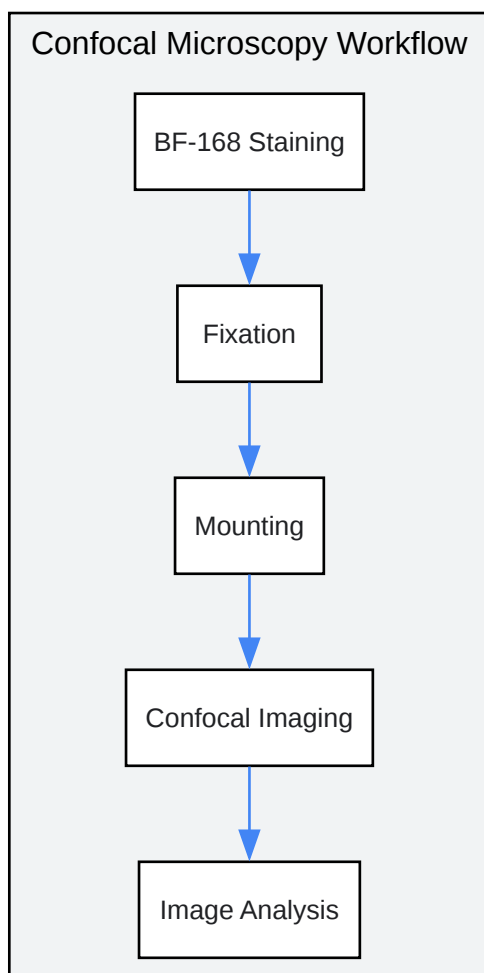 Confocal Microscopy Workflow
BF-168 Staining
Fixation
Mounting
Confocal Imaging
Image Analysis